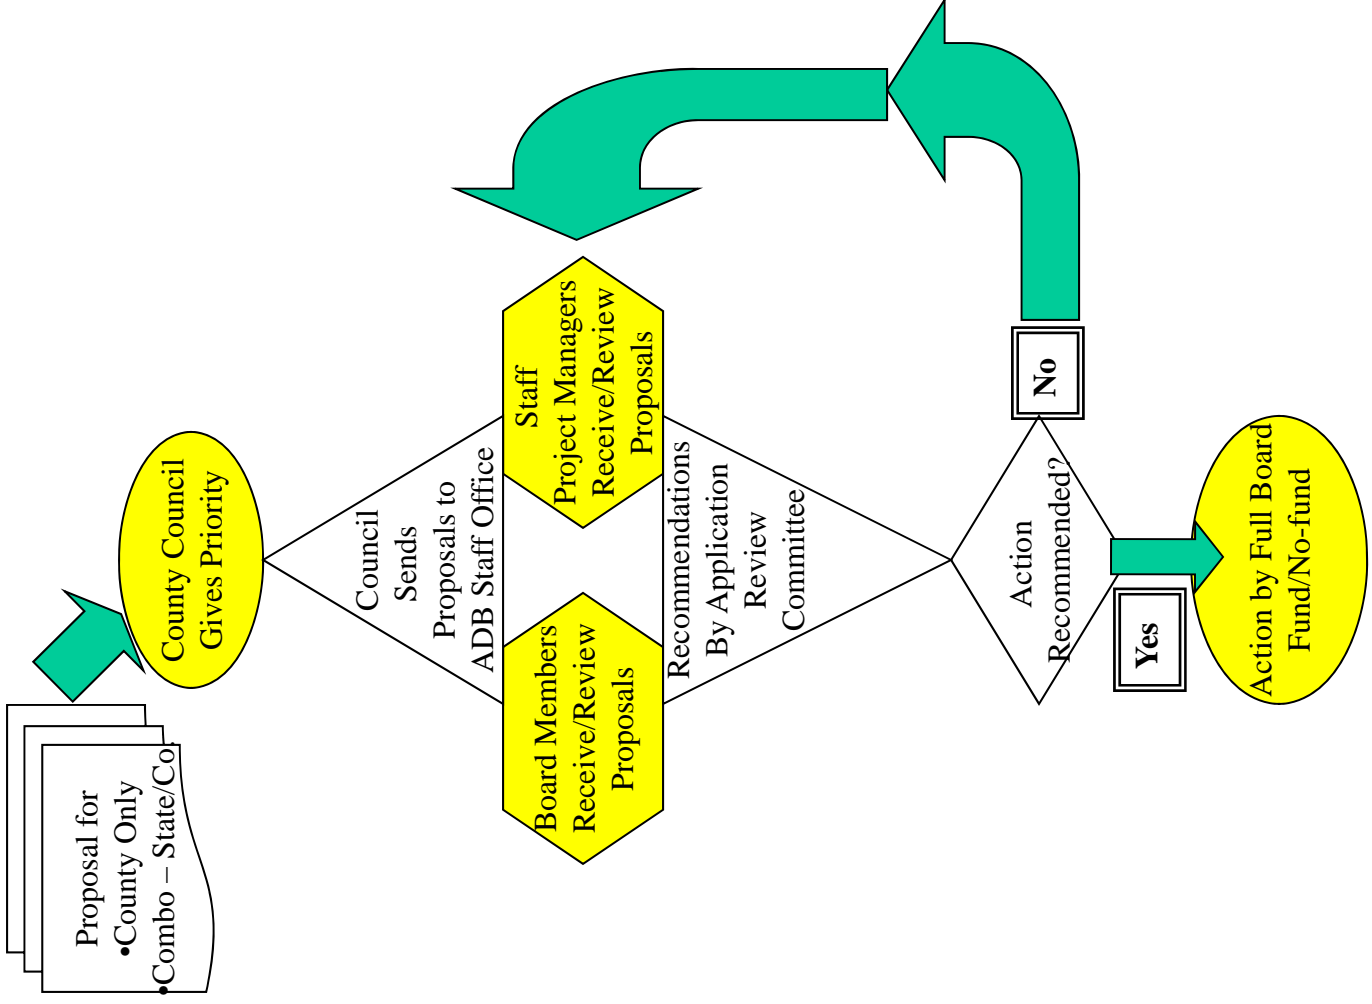 Proposal for
•County Only
•Combo – State/Co.
County Council
Gives Priority
Council
Sends
Proposals to
ADB Staff Office
Board Members
Receive/Review
Proposals
Staff
Project Managers
Receive/Review
Proposals
Recommendations
By Application
Review
Committee
Action
Recommended?
No
Yes
Action by Full Board
Fund/No-fund